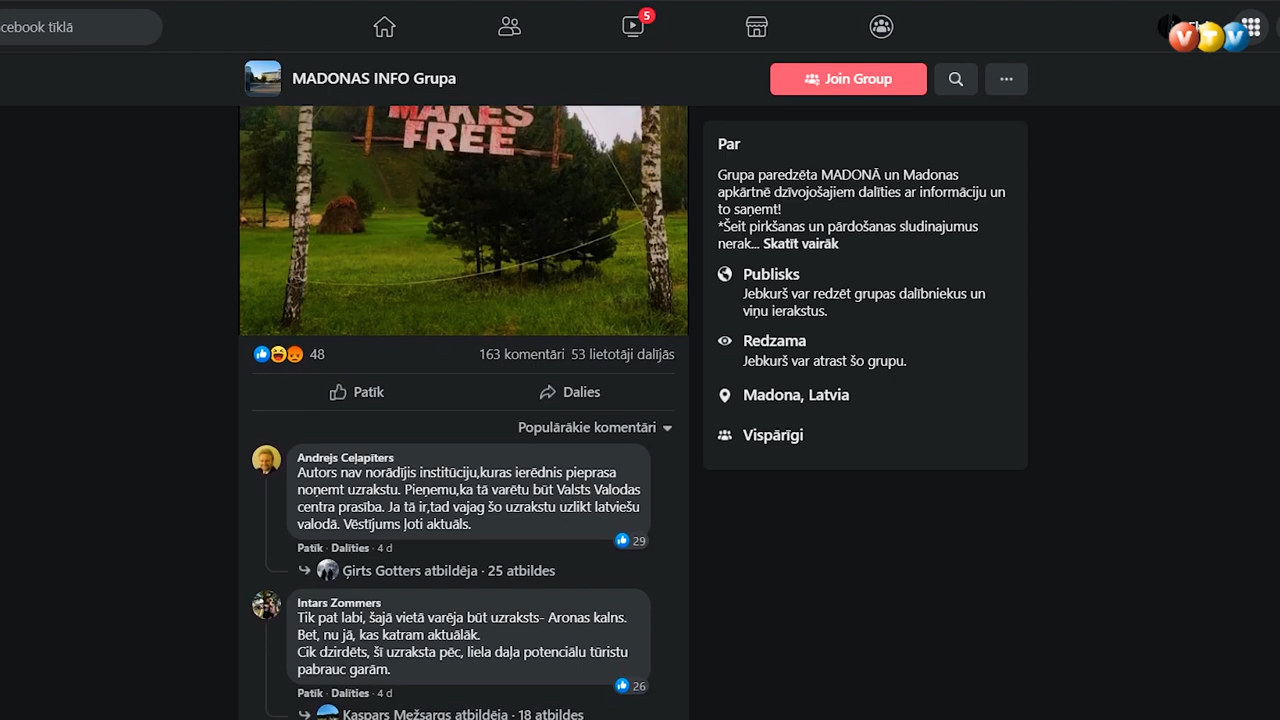 cebook tīklā
5
VTV
MADONAS INFO Grupa
Join Group
MAKES
FREE
48
163 komentāri 53 lietotāji dalījās
Patīk
Dalies
Populārākie komentāri
Andrejs Ceļapīters
Autors nav norādījis institūciju,kuras ierēdnis pieprasa
noņemt uzrakstu. Pieņemu,ka tā varētu būt Valsts Valodas
centra prasība. Ja tā ir,tad vajag šo uzrakstu uzlikt latviešu
valodā. Vēstījums ļoti aktuāls.
29
Patīk · Dalīties · 4 d
Ģirts Gotters atbildēja · 25 atbildes
Intars Zommers
Tik pat labi, šajā vietā varēja būt uzraksts- Aronas kalns.
Bet, nu jā, kas katram aktuālāk.
Cik dzirdēts, šī uzraksta pēc, liela daļa potenciālu tūristu
pabrauc garām.
26
Patīk · Dalīties · 4 d
Kaspars Mežsargs atbildēja · 18 atbildes
Par
Grupa paredzēta MADONĀ un Madonas
apkārtnē dzīvojošajiem dalīties ar informāciju un
to saņemt!
*Šeit pirkšanas un pārdošanas sludinajumus
nerak... Skatīt vairāk
Publisks
Jebkurš var redzēt grupas dalībniekus un
viņu ierakstus.
Redzama
Jebkurš var atrast šo grupu.
Madona, Latvia
Vispārīgi